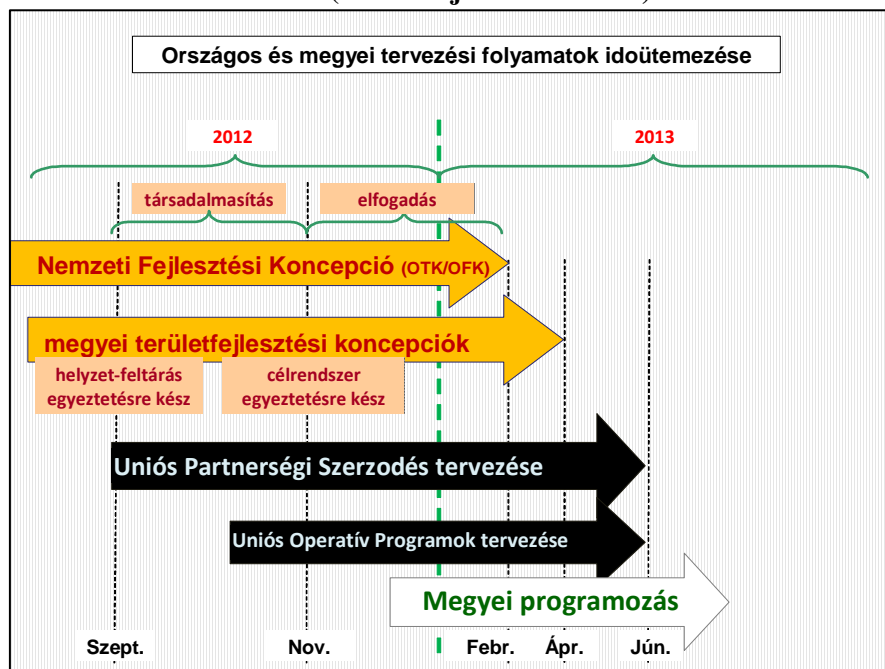 Országos és megyei tervezési folyamatok idoütemezése
2012
2013
társadalmasítás
elfogadás
Nemzeti Fejlesztési Koncepció (OTK/OFK)
megyei területfejlesztési koncepciók
helyzet-feltárás
egyeztetésre kész
célrendszer
egyeztetésre kész
Uniós Partnerségi Szerzodés tervezése
Uniós Operatív Programok tervezése
Megyei programozás
Szept.
Nov.
Febr.
Ápr.
Jún.